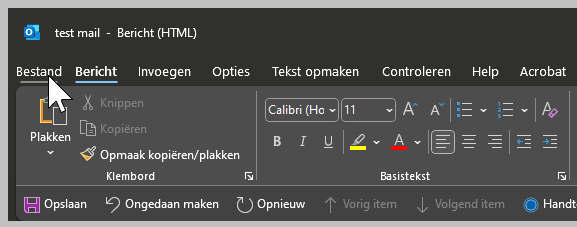 test mail - Bericht (HTML)
Bestand Bericht Invoegen Opties Tekst opmaken Controleren Help Acrobat
Knippen
Calibri (Ho 11
Kopiëren
Plakken
B I U A
Opmaak kopiëren/plakken
Klembord Basistekst
Opslaan Ongedaan maken Opnieuw Vorig item Volgend item Handt